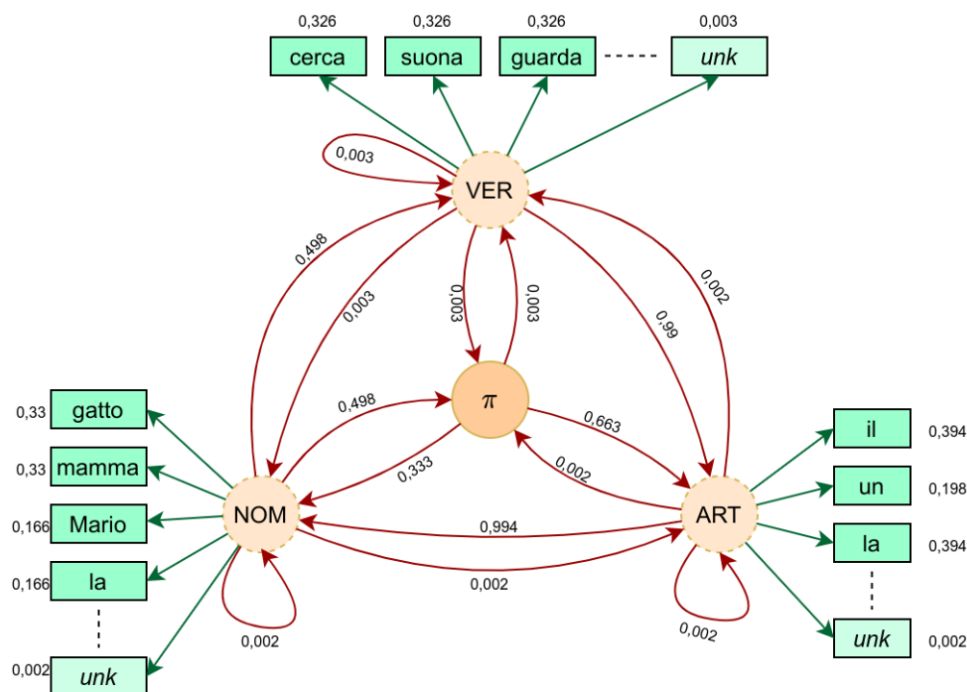 0,326 0,326 0,326 0,003
cerca suona guarda unk
0,003
VER
0,498
0,003
0,003
0,003
0,99
0,002
π
0,498
0,663
0,333
0,002
0,33 gatto
0,33 mamma
0,166 Mario
0,166 la
0,002 unk
NOM
0,994
0,002
0,002
ART
0,002
il 0,394
un 0,198
la 0,394
unk 0,002